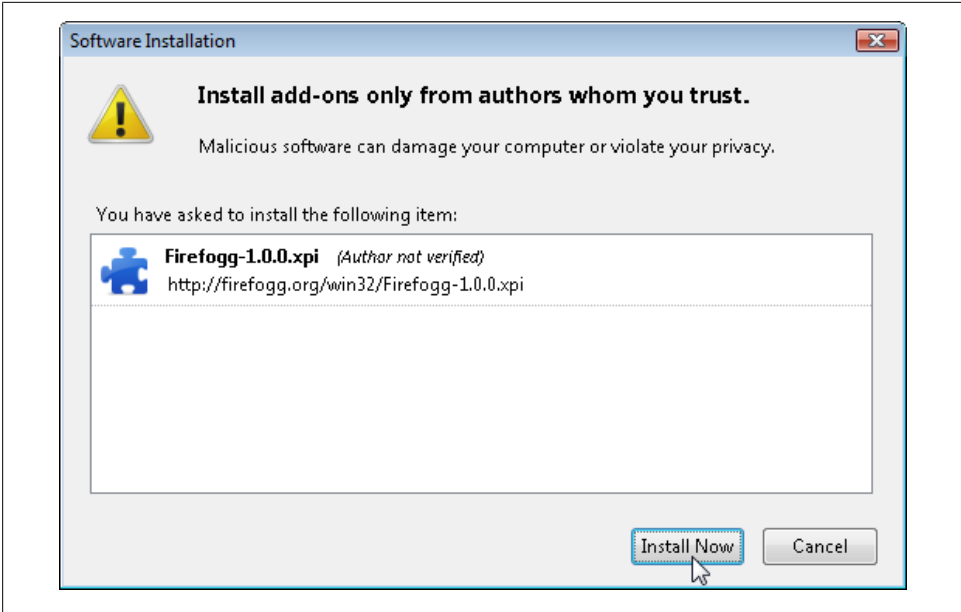 Software Installation
Install add-ons only from authors whom you trust.
Malicious software can damage your computer or violate your privacy.
You have asked to install the following item:
Firefogg-1.0.0.xpi (Author not verified)
http://firefogg.org/win32/Firefogg-1.0.0.xpi
Install Now Cancel